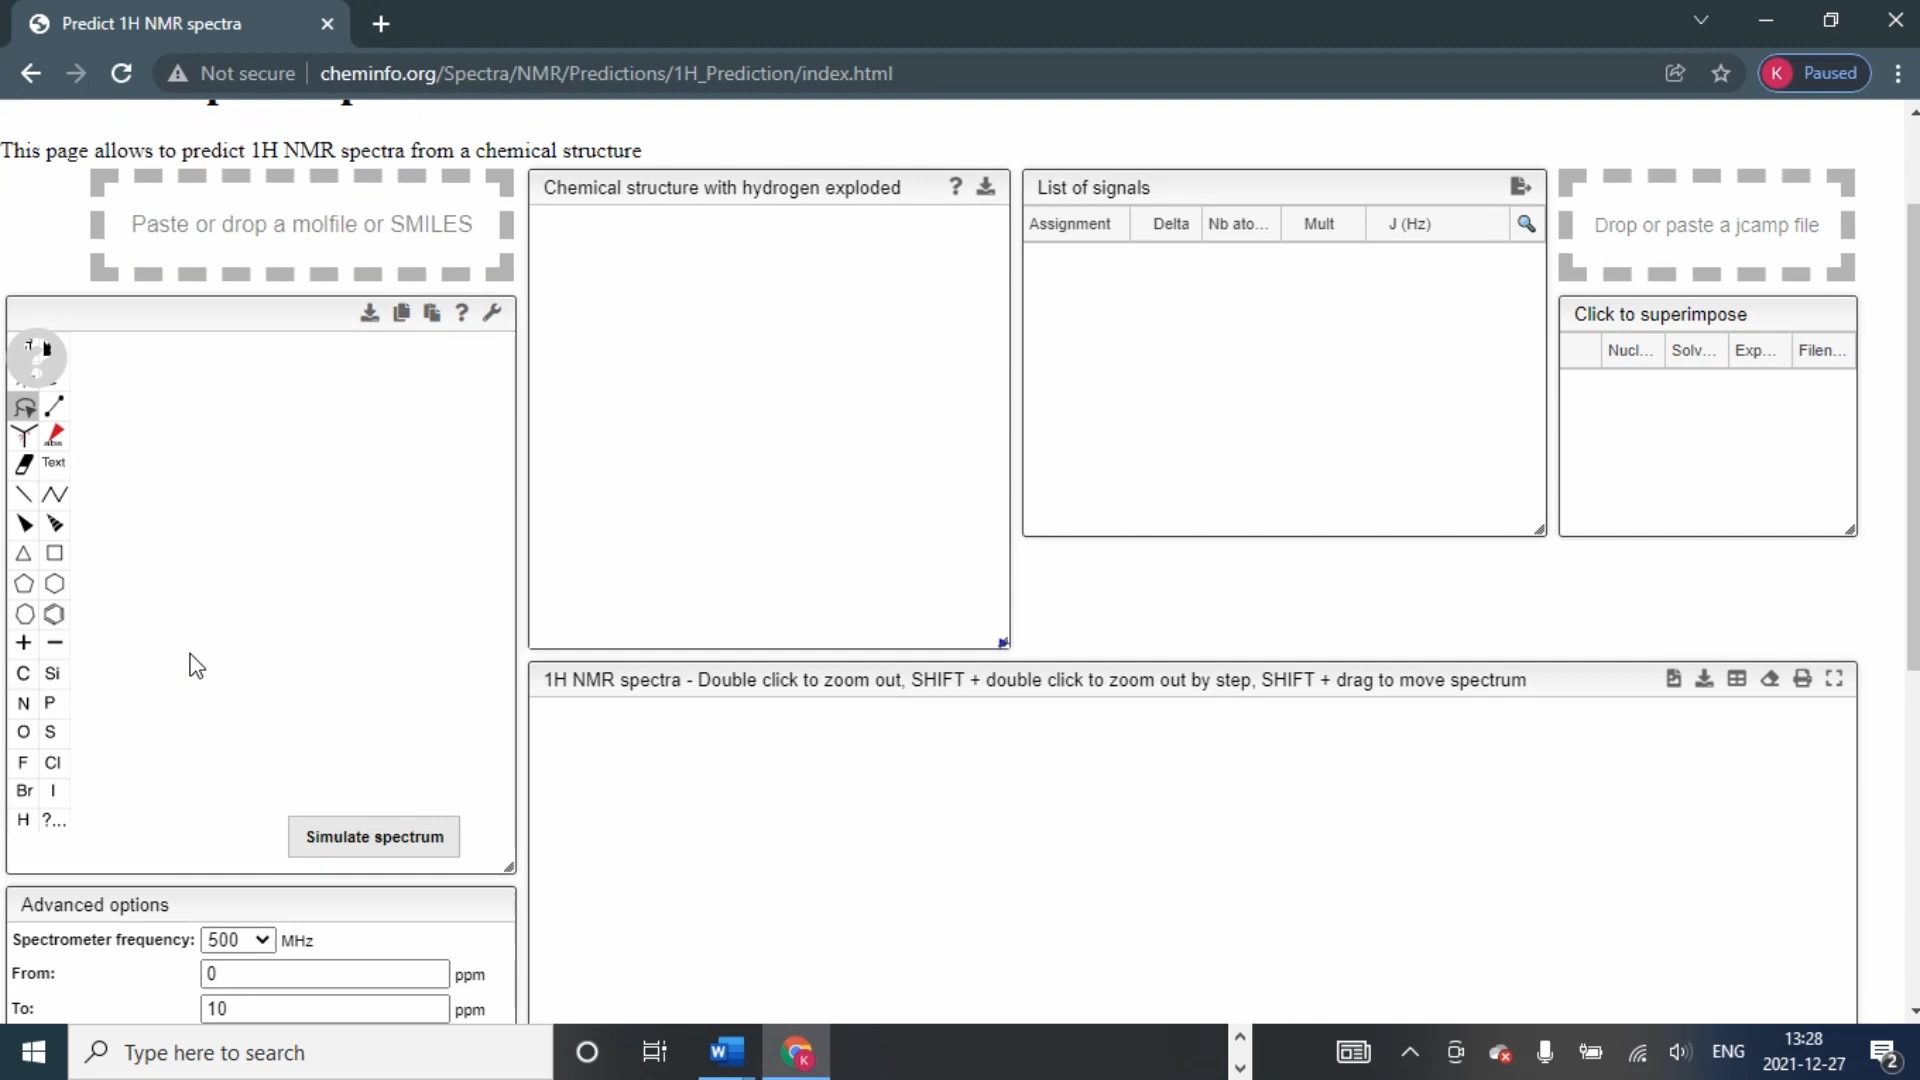 Predict 1H NMR spectra
Not secure
cheminfo.org/Spectra/NMR/Predictions/1H_Prediction/index.html
K Paused
This page allows to predict 1H NMR spectra from a chemical structure
Paste or drop a molfile or SMILES
Chemical structure with hydrogen exploded ?
List of signals
Assignment Delta Nb ato... Mult J (Hz)
Drop or paste a jcamp file
Click to superimpose
Nucl... Solv... Exp... Filen...
?
?
abs
Text
+ −
C Si
N P
O S
F Cl
Br I
H ?...
Simulate spectrum
1H NMR spectra - Double click to zoom out, SHIFT + double click to zoom out by step, SHIFT + drag to move spectrum
Advanced options
Spectrometer frequency: 500 MHz
From: 0 ppm
To: 10 ppm
Type here to search
W
K
ENG
13:28
2021-12-27
2